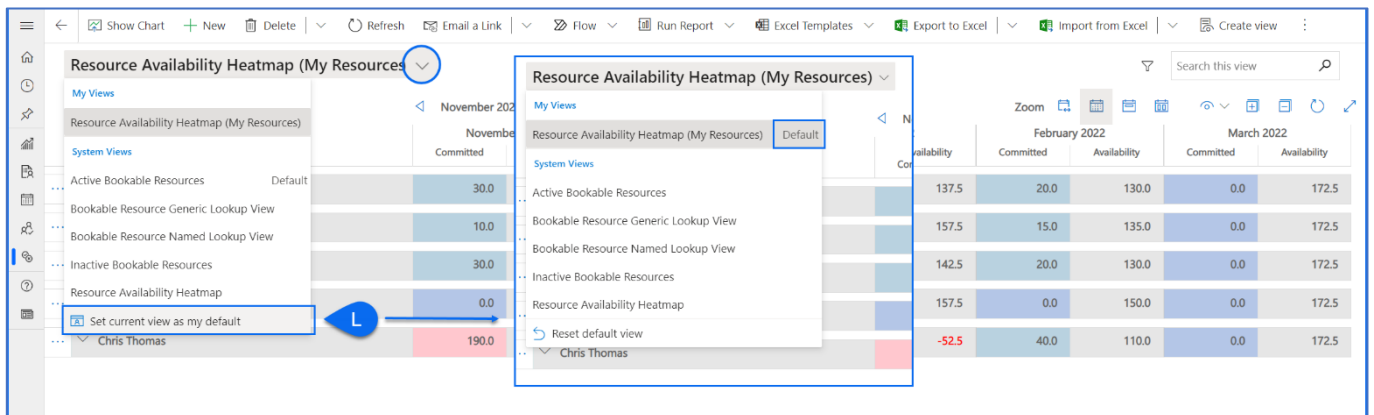 Show Chart New Delete Refresh Email a Link Flow Run Report Excel Templates Export to Excel Import from Excel Create view
Resource Availability Heatmap (My Resources
Search this view
My Views
Resource Availability Heatmap (My Resources)
System Views
Active Bookable Resources Default
Bookable Resource Generic Lookup View
Bookable Resource Named Lookup View
Inactive Bookable Resources
Resource Availability Heatmap
Set current view as my default
Chris Thomas
L
November 202
Novembe
Committed
30.0
10.0
30.0
0.0
190.0
Resource Availability Heatmap (My Resources)
My Views
Resource Availability Heatmap (My Resources) Default
System Views
Active Bookable Resources
Bookable Resource Generic Lookup View
Bookable Resource Named Lookup View
Inactive Bookable Resources
Resource Availability Heatmap
Reset default view
Chris Thomas
N
Co
Zoom
February 2022 March 2022
vailability Committed Availability Committed Availability
137.5 20.0 130.0 0.0 172.5
157.5 15.0 135.0 0.0 172.5
142.5 20.0 130.0 0.0 172.5
157.5 0.0 150.0 0.0 172.5
-52.5 40.0 110.0 0.0 172.5